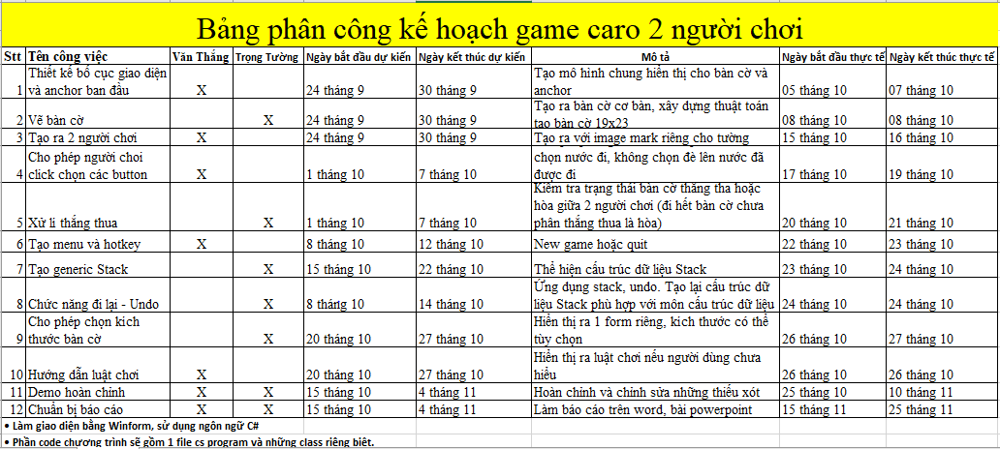 Bảng phân công kế hoạch game caro 2 người chơi
Stt Tên công việc Văn Thắng Trọng Tường Ngày bắt đầu dự kiến Ngày kết thúc dự kiến Mô tả Ngày bắt đầu thực tế Ngày kết thúc thực tế
Thiết kế bố cục giao diện Tạo mô hình chung hiển thị cho bàn cờ và
1 và anchor ban đầu X 24 tháng 9 30 tháng 9 anchor 05 tháng 10 07 tháng 10
Tạo ra bàn cờ cơ bản, xây dựng thuật toán
2 Vẽ bàn cờ X 24 tháng 9 30 tháng 9 tạo bàn cờ 19x23 08 tháng 10 08 tháng 10
3 Tạo ra 2 người chơi X 24 tháng 9 30 tháng 9 Tạo ra với image mark riêng cho tường 15 tháng 10 16 tháng 10
Cho phép người choi chọn nước đi, không chọn đè lên nước đã
4 click chọn các button X 1 tháng 10 7 tháng 10 được đi 17 tháng 10 19 tháng 10
Kiểm tra trạng thái bàn cờ thắng tha hoặc
hòa giữa 2 người chơi (đi hết bàn cờ chưa
5 Xử lí thắng thua X 1 tháng 10 7 tháng 10 phân thắng thua là hòa) 20 tháng 10 21 tháng 10
6 Tạo menu và hotkey X 8 tháng 10 12 tháng 10 New game hoặc quit 22 tháng 10 23 tháng 10
7 Tạo generic Stack X 15 tháng 10 22 tháng 10 Thể hiện cấu trúc dữ liệu Stack 23 tháng 10 24 tháng 10
Ứng dụng stack, undo. Tạo lại cấu trúc dữ
8 Chức năng đi lại - Undo X 8 tháng 10 14 tháng 10 liệu Stack phù hợp với môn cấu trúc dữ liệu 24 tháng 10 24 tháng 10
Cho phép chọn kích Hiển thị ra 1 form riêng, kích thước có thể
9 thước bàn cờ X 20 tháng 10 27 tháng 10 tùy chọn 26 tháng 10 27 tháng 10
Hiển thị ra luật chơi nếu người dùng chưa
10 Hướng dẫn luật chơi X 20 tháng 10 27 tháng 10 hiểu 26 tháng 10 26 tháng 10
11 Demo hoàn chỉnh X X 15 tháng 10 4 tháng 11 Hoàn chỉnh và chỉnh sửa những thiếu xót 25 tháng 10 10 tháng 11
12 Chuẩn bị báo cáo X X 15 tháng 10 4 tháng 11 Làm báo cáo trên word, bài powerpoint 15 tháng 11 25 tháng 11
• Làm giao diện bằng Winform, sử dụng ngôn ngữ C#
• Phần code chương trình sẽ gồm 1 file cs program và những class riêng biệt.